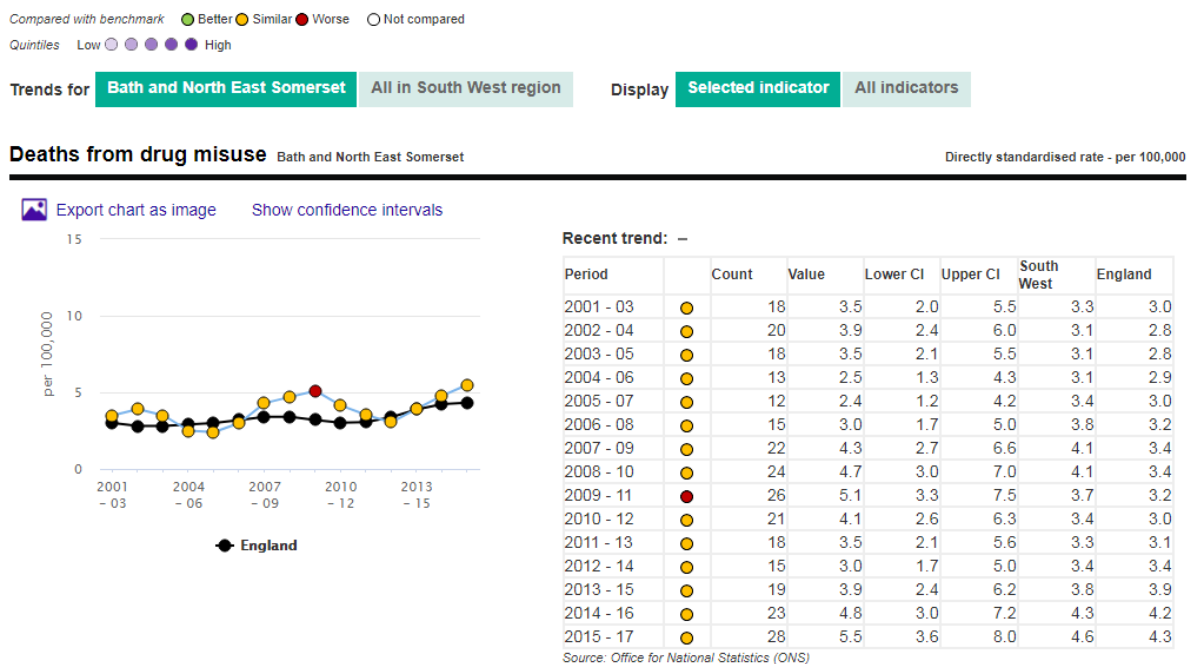 Compared with benchmark Better Similar Worse Not compared
Quintiles Low High
Trends for Bath and North East Somerset All in South West region Display Selected indicator All indicators
Deaths from drug misuse Bath and North East Somerset Directly standardised rate - per 100,000
Export chart as image Show confidence intervals
15
10
5
0
per 100,000
2001 - 03 2004 - 06 2007 - 09 2010 - 12 2013 - 15
England
Recent trend: –
Period Count Value Lower CI Upper CI South West England
2001 - 03 18 3.5 2.0 5.5 3.3 3.0
2002 - 04 20 3.9 2.4 6.0 3.1 2.8
2003 - 05 18 3.5 2.1 5.5 3.1 2.8
2004 - 06 13 2.5 1.3 4.3 3.1 2.9
2005 - 07 12 2.4 1.2 4.2 3.4 3.0
2006 - 08 15 3.0 1.7 5.0 3.8 3.2
2007 - 09 22 4.3 2.7 6.6 4.1 3.4
2008 - 10 24 4.7 3.0 7.0 4.1 3.4
2009 - 11 26 5.1 3.3 7.5 3.7 3.2
2010 - 12 21 4.1 2.6 6.3 3.4 3.0
2011 - 13 18 3.5 2.1 5.6 3.3 3.1
2012 - 14 15 3.0 1.7 5.0 3.4 3.4
2013 - 15 19 3.9 2.4 6.2 3.8 3.9
2014 - 16 23 4.8 3.0 7.2 4.3 4.2
2015 - 17 28 5.5 3.6 8.0 4.6 4.3
Source: Office for National Statistics (ONS)